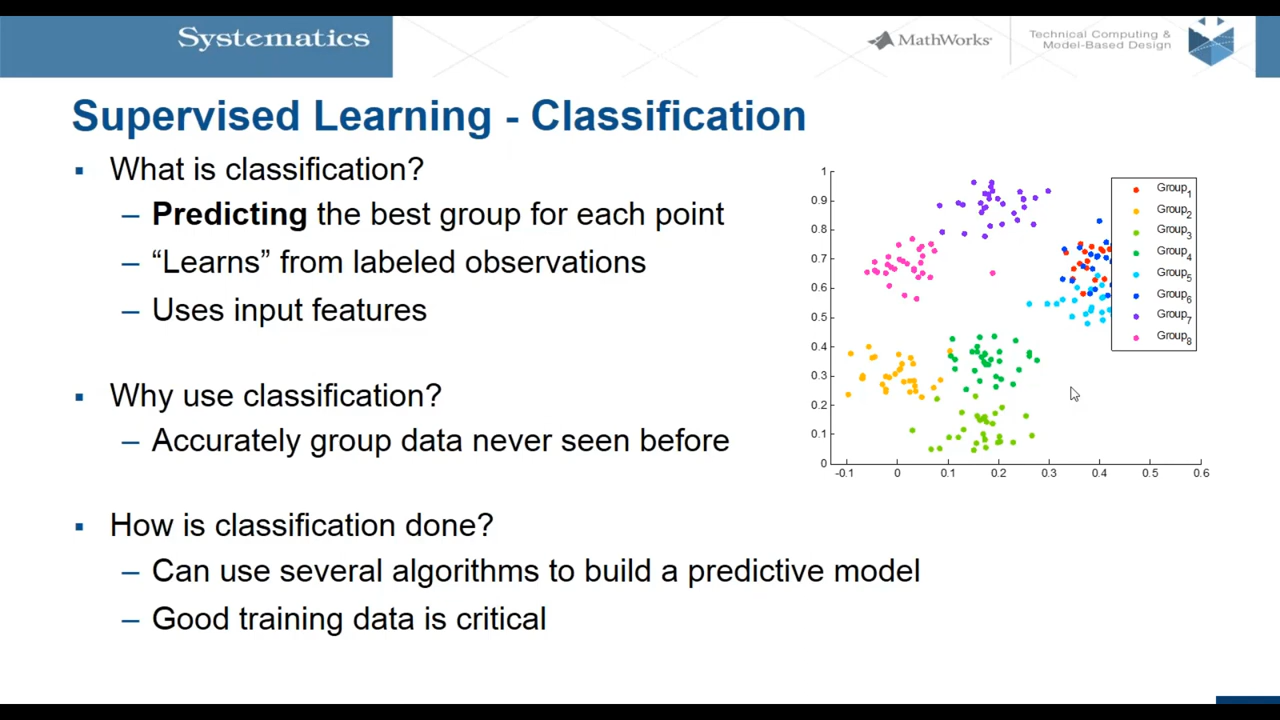 Systematics
MathWorks
Technical Computing &
Model-Based Design
Supervised Learning - Classification
▪ What is classification?
– Predicting the best group for each point
– “Learns” from labeled observations
– Uses input features
▪ Why use classification?
– Accurately group data never seen before
▪ How is classification done?
– Can use several algorithms to build a predictive model
– Good training data is critical
1
0.9
0.8
0.7
0.6
0.5
0.4
0.3
0.2
0.1
0
-0.1 0 0.1 0.2 0.3 0.4 0.5 0.6
Group1
Group2
Group3
Group4
Group5
Group6
Group7
Group8